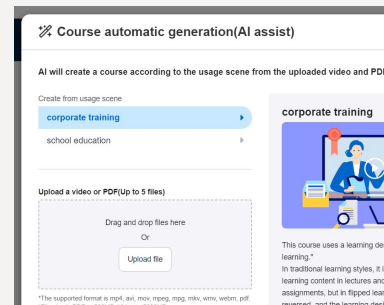 Course automatic generation(AI assist)
AI will create a course according to the usage scene from the uploaded video and PDF
Create from usage scene
corporate training
school education
Upload a video or PDF(Up to 5 files)
Drag and drop files here
Or
Upload file
*The supported format is mp4, avi, mov, mpeg, mpg, mkv, wmv, webm, pdf.
corporate training
This course uses a learning de
learning."
In traditional learning styles, it i
learning content in lectures and
assignments, but in flipped lear
reversed, and the learning desi